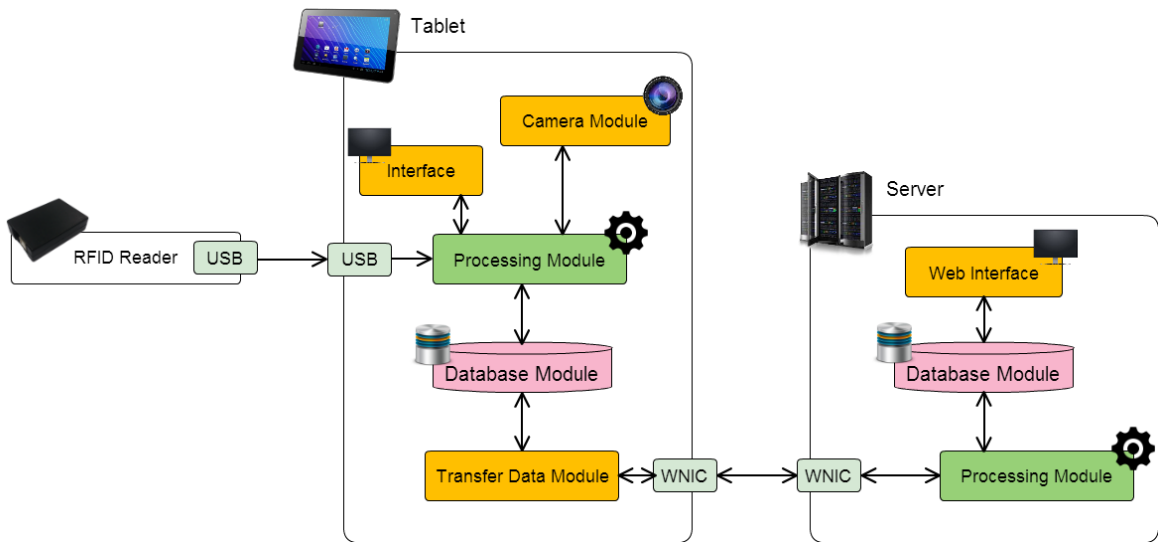 Tablet
Camera Module
Interface
Server
RFID Reader
USB
USB
Processing Module
Web Interface
Database Module
Database Module
Transfer Data Module
WNIC
WNIC
Processing Module